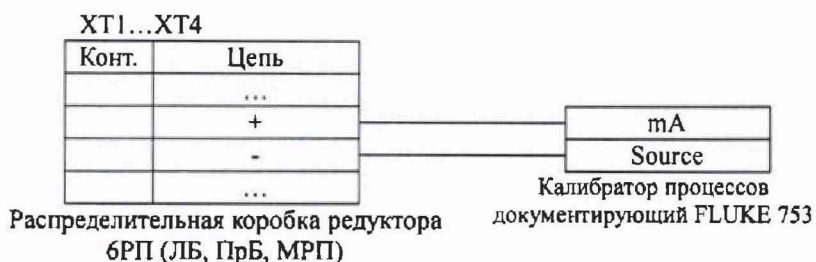 XT1...XT4
Конт. Цепь
...
+
-
...
mA
Source
Распределительная коробка редуктора
6РП (ЛБ, ПрБ, МРП)
Калибратор процессов
документирующий FLUKE 753